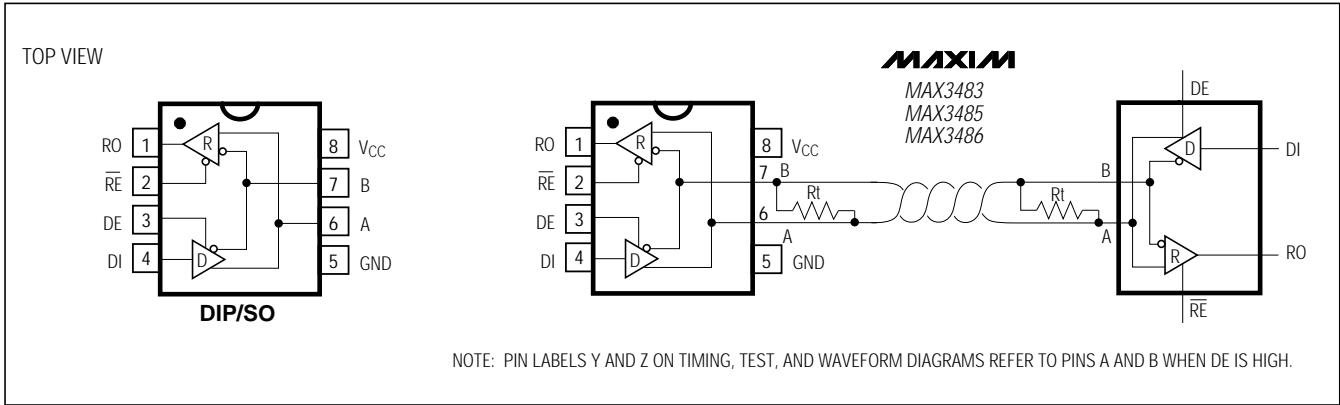 TOP VIEW
MAXIM
MAX3483
MAX3485
MAX3486
RO 1
RE 2
DE 3
DI 4
R
D
8 VCC
7 B
6 A
5 GND
DIP/SO
RO 1
RE 2
DE 3
DI 4
R
D
8 VCC
7 B
6 A
5 GND
Rt
Rt
B
A
DE
D
DI
R
RO
RE
NOTE: PIN LABELS Y AND Z ON TIMING, TEST, AND WAVEFORM DIAGRAMS REFER TO PINS A AND B WHEN DE IS HIGH.